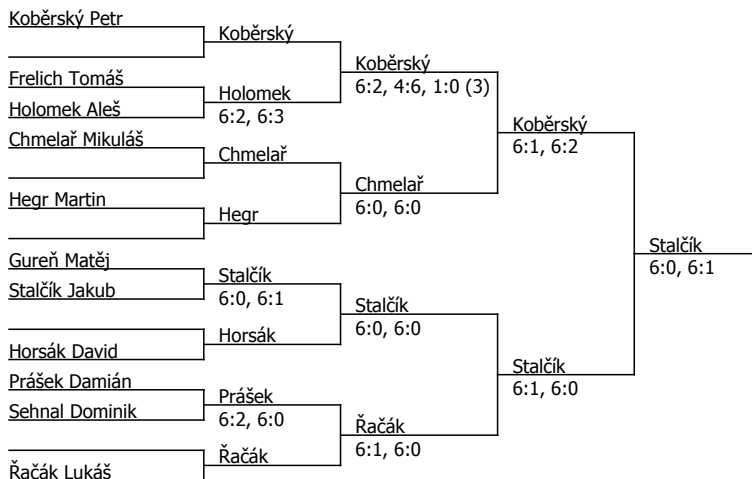 Koběrský Petr
Koběrský
Koběrský
6:2, 4:6, 1:0 (3)
Frelich Tomáš
Holomek
6:2, 6:3
Holomek Aleš
Koběrský
6:1, 6:2
Chmelař Mikuláš
Chmelař
Chmelař
6:0, 6:0
Hegr Martin
Hegr
Stalčík
6:0, 6:1
Gureň Matěj
Stalčík
6:0, 6:1
Stalčík Jakub
Stalčík
6:0, 6:0
Horsák
Horsák David
Stalčík
6:1, 6:0
Prášek Damián
Prášek
6:2, 6:0
Sehnal Dominik
Řačák
6:1, 6:0
Řačák
Řačák Lukáš